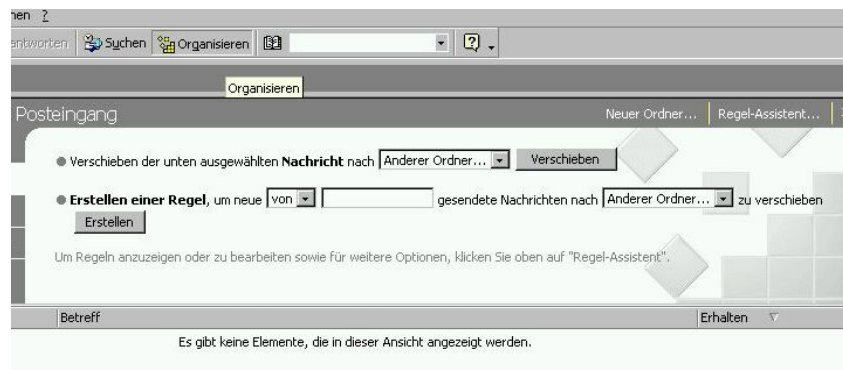 ?
antworten Suchen Organisieren
Organisieren
Posteingang Neuer Ordner... Regel-Assistent...
Verschieben der unten ausgewählten Nachricht nach Anderer Ordner... Verschieben
Erstellen einer Regel, um neue von gesendete Nachrichten nach Anderer Ordner... zu verschieben
Erstellen
Um Regeln anzuzeigen oder zu bearbeiten sowie für weitere Optionen, klicken Sie oben auf "Regel-Assistent".
Betreff Erhalten
Es gibt keine Elemente, die in dieser Ansicht angezeigt werden.